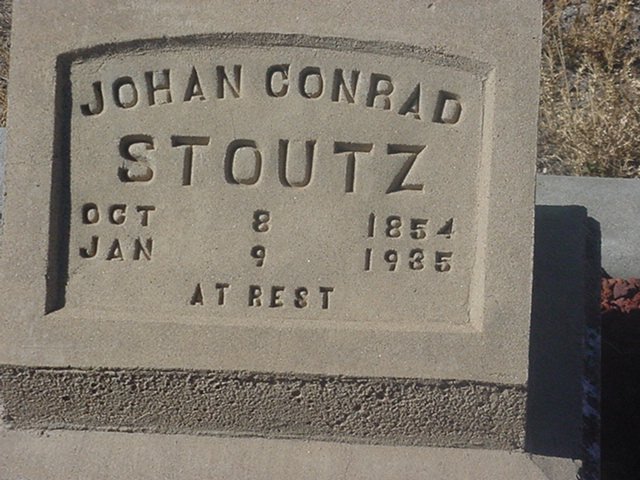 JOHAN CONRAD
STOUTZ
OCT 8 1854
JAN 9 1935
AT REST